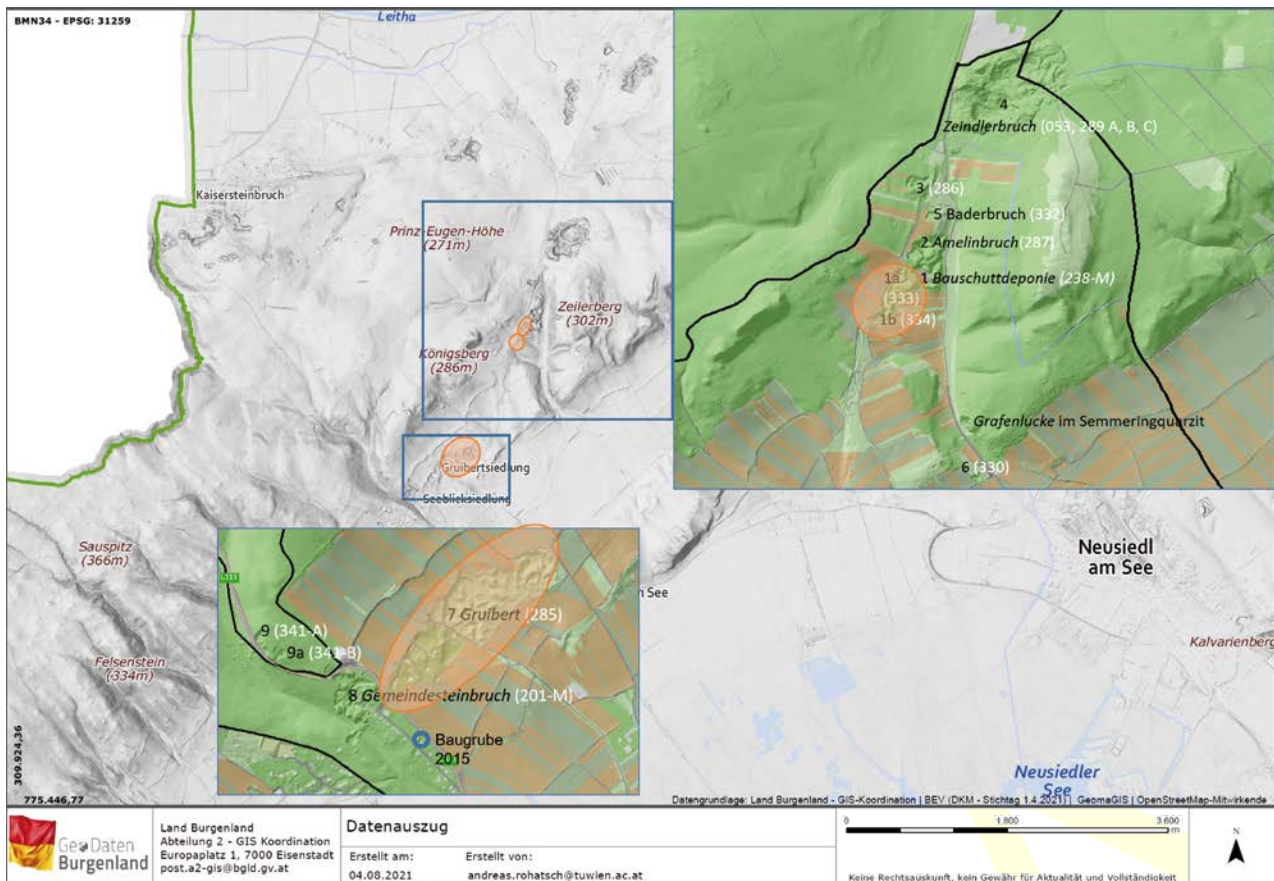 BMN34 - EPSG: 31259
Leitha
Kaisersteinbruch
Prinz-Eugen-Höhe
(271m)
Zeilerberg
(302m)
Königsberg
(286m)
Gruibertsiedlung
Seeblicksiedlung
Sauspitz
(366m)
Felsenstein
(334m)
4
Zeindlerbruch (053, 289 A, B, C)
3 (286)
5 Baderbruch (332)
2 Amelinbruch (287)
1a
1 Bauschuttdeponie (238-M)
(333)
1b (334)
Grafenlucke im Semmeringquarzit
6 (330)
7 Gruibert (285)
9 (341-A)
9a (341-B)
8 Gemeindesteinbruch (201-M)
Baugrube
2015
See
Neusiedl
am See
Kalvarienberg
Neusiedler
See
309.924,36
775.446,77
Datengrundlage: Land Burgenland - GIS-Koordination | BEV (DKM - Stichtag 1.4.2021) | GeomaGIS | OpenStreetMap-Mitwirkende
GeoDaten
Burgenland
Land Burgenland
Abteilung 2 - GIS Koordination
Europaplatz 1, 7000 Eisenstadt
post.a2-gis@bgld.gv.at
Datenauszug
Erstellt am:
04.08.2021
Erstellt von:
andreas.rohatsch@tuwien.ac.at
0 1.800 3.600
m
Keine Rechtsauskunft, kein Gewähr für Aktualität und Vollständigkeit
N